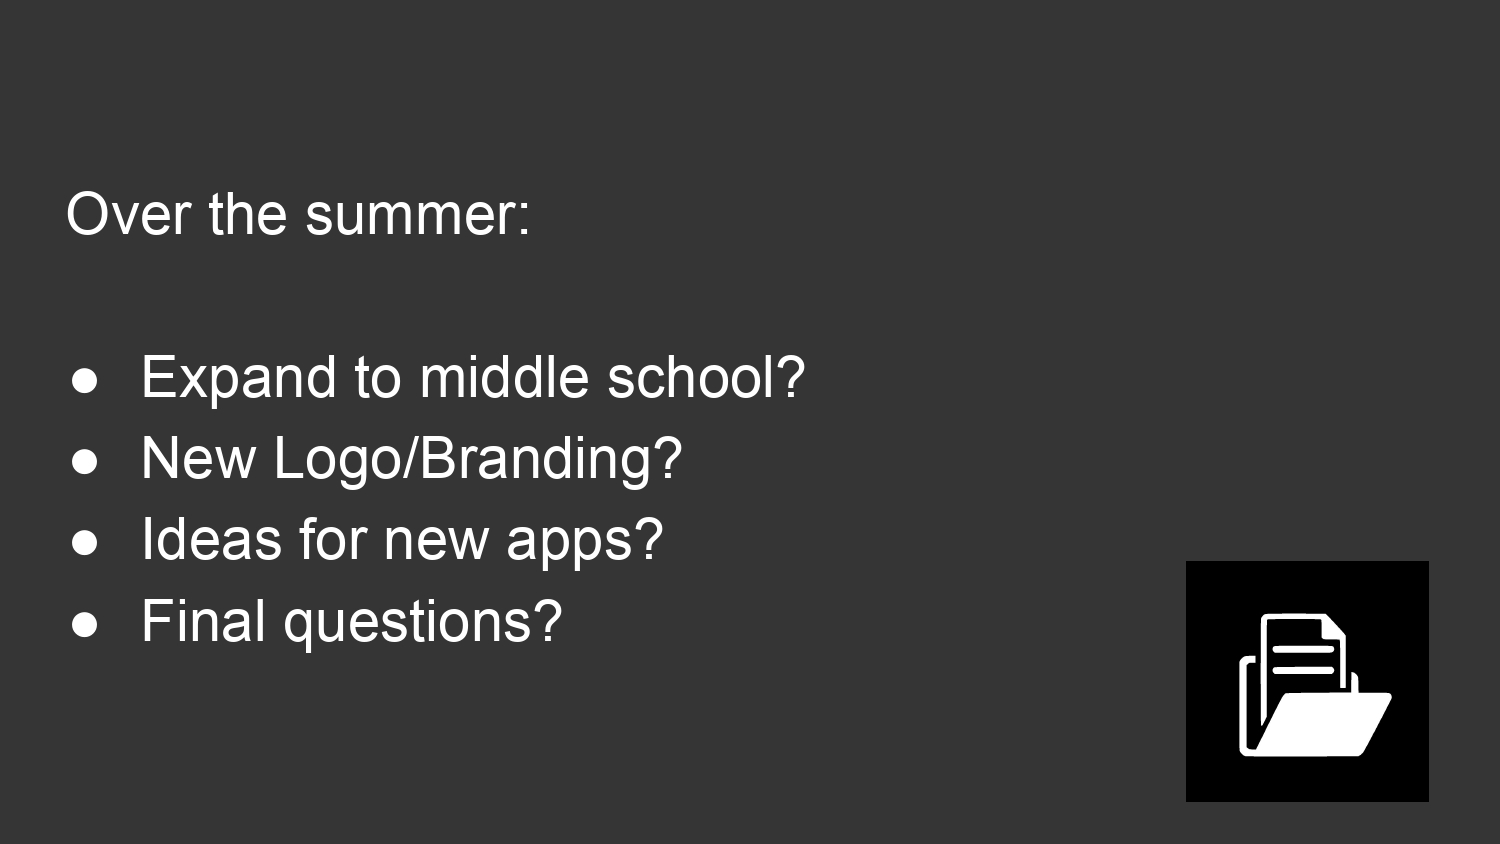 Over the summer:
● Expand to middle school?
● New Logo/Branding?
● Ideas for new apps?
● Final questions?